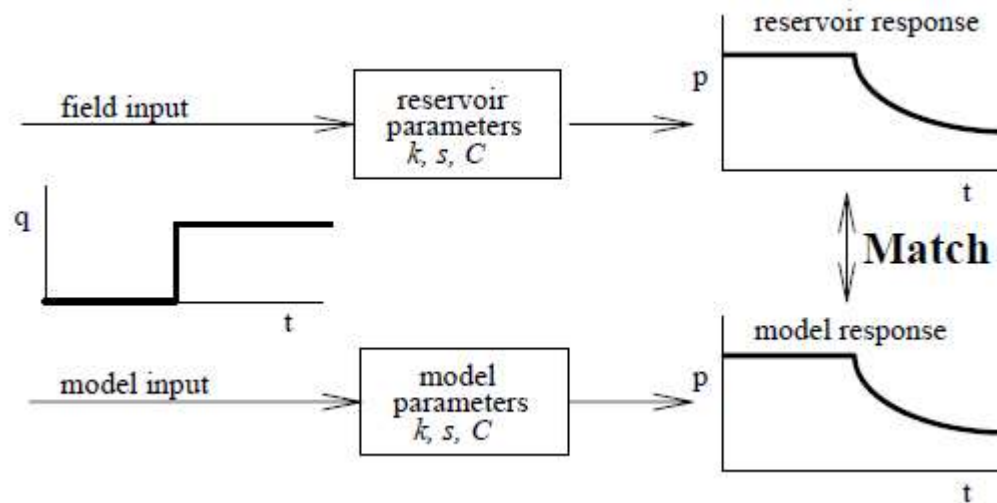 reservoir response
p
t
field input
reservoir
parameters
k, s, C
q
t
Match
model input
model
parameters
k, s, C
model response
p
t